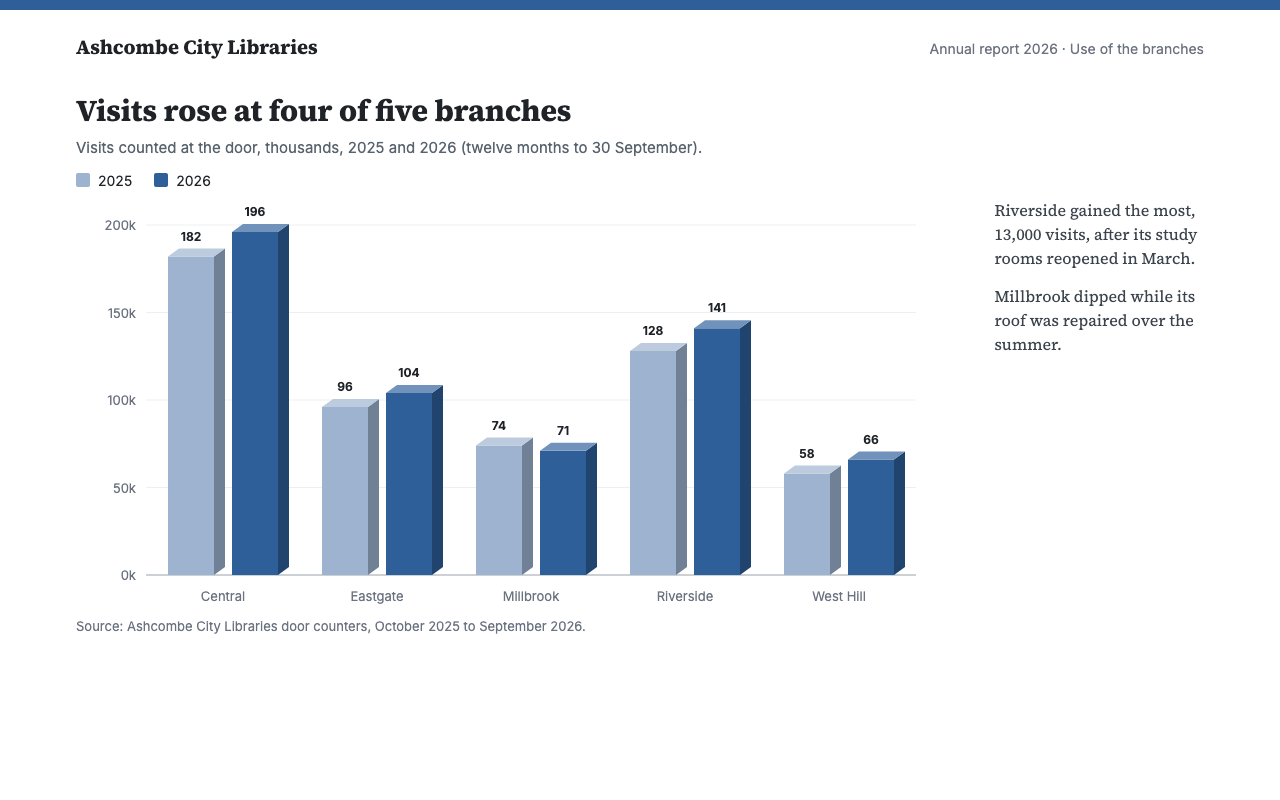 Ashcombe City Libraries
Annual report 2026 · Use of the branches
Visits rose at four of five branches
Visits counted at the door, thousands, 2025 and 2026 (twelve months to 30 September).
2025 2026
200k
150k
100k
50k
0k
182 196
96 104
74 71
128 141
58 66
Central Eastgate Millbrook Riverside West Hill
Source: Ashcombe City Libraries door counters, October 2025 to September 2026.
Riverside gained the most,
13,000 visits, after its study
rooms reopened in March.
Millbrook dipped while its
roof was repaired over the
summer.